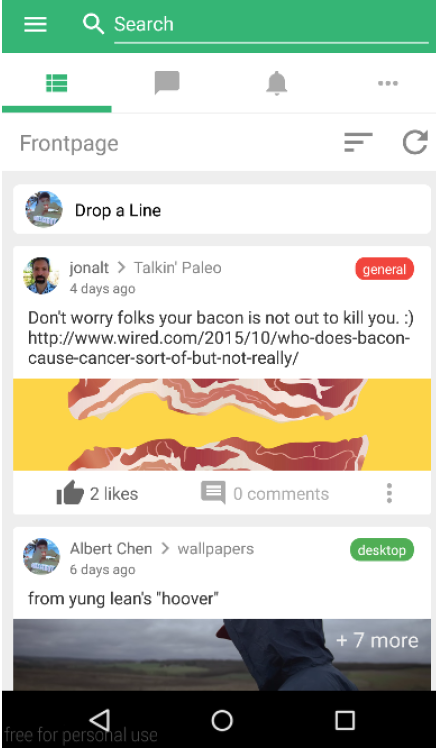 Search
Frontpage
Drop a Line
jonalt > Talkin' Paleo
general
4 days ago
Don't worry folks your bacon is not out to kill you. :)
http://www.wired.com/2015/10/who-does-bacon-
cause-cancer-sort-of-but-not-really/
2 likes
0 comments
Albert Chen > wallpapers
desktop
6 days ago
from yung lean's "hoover"
+ 7 more
free for personal use